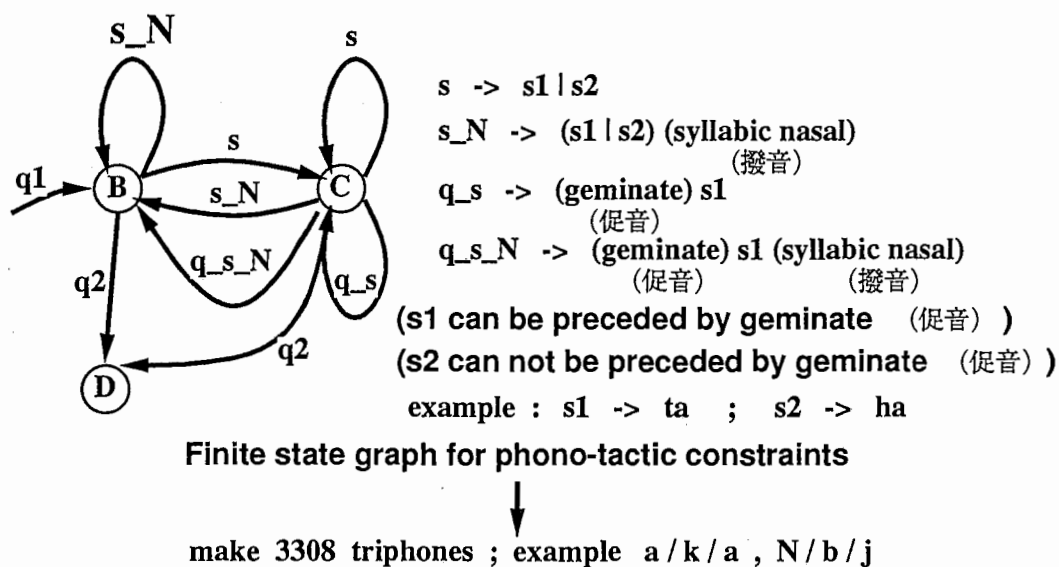 s_N
s
s -> s1 | s2
s_N -> (s1 | s2) (syllabic nasal)
(撥音)
q1
B
s
C
s_N
q_s -> (geminate) s1
(促音)
q_s_N -> (geminate) s1 (syllabic nasal)
(促音) (撥音)
q2
q_s_N
q_s
(s1 can be preceded by geminate (促音) )
q2
(s2 can not be preceded by geminate (促音) )
D
example : s1 -> ta ; s2 -> ha
Finite state graph for phono-tactic constraints
make 3308 triphones ; example a / k / a , N / b / j